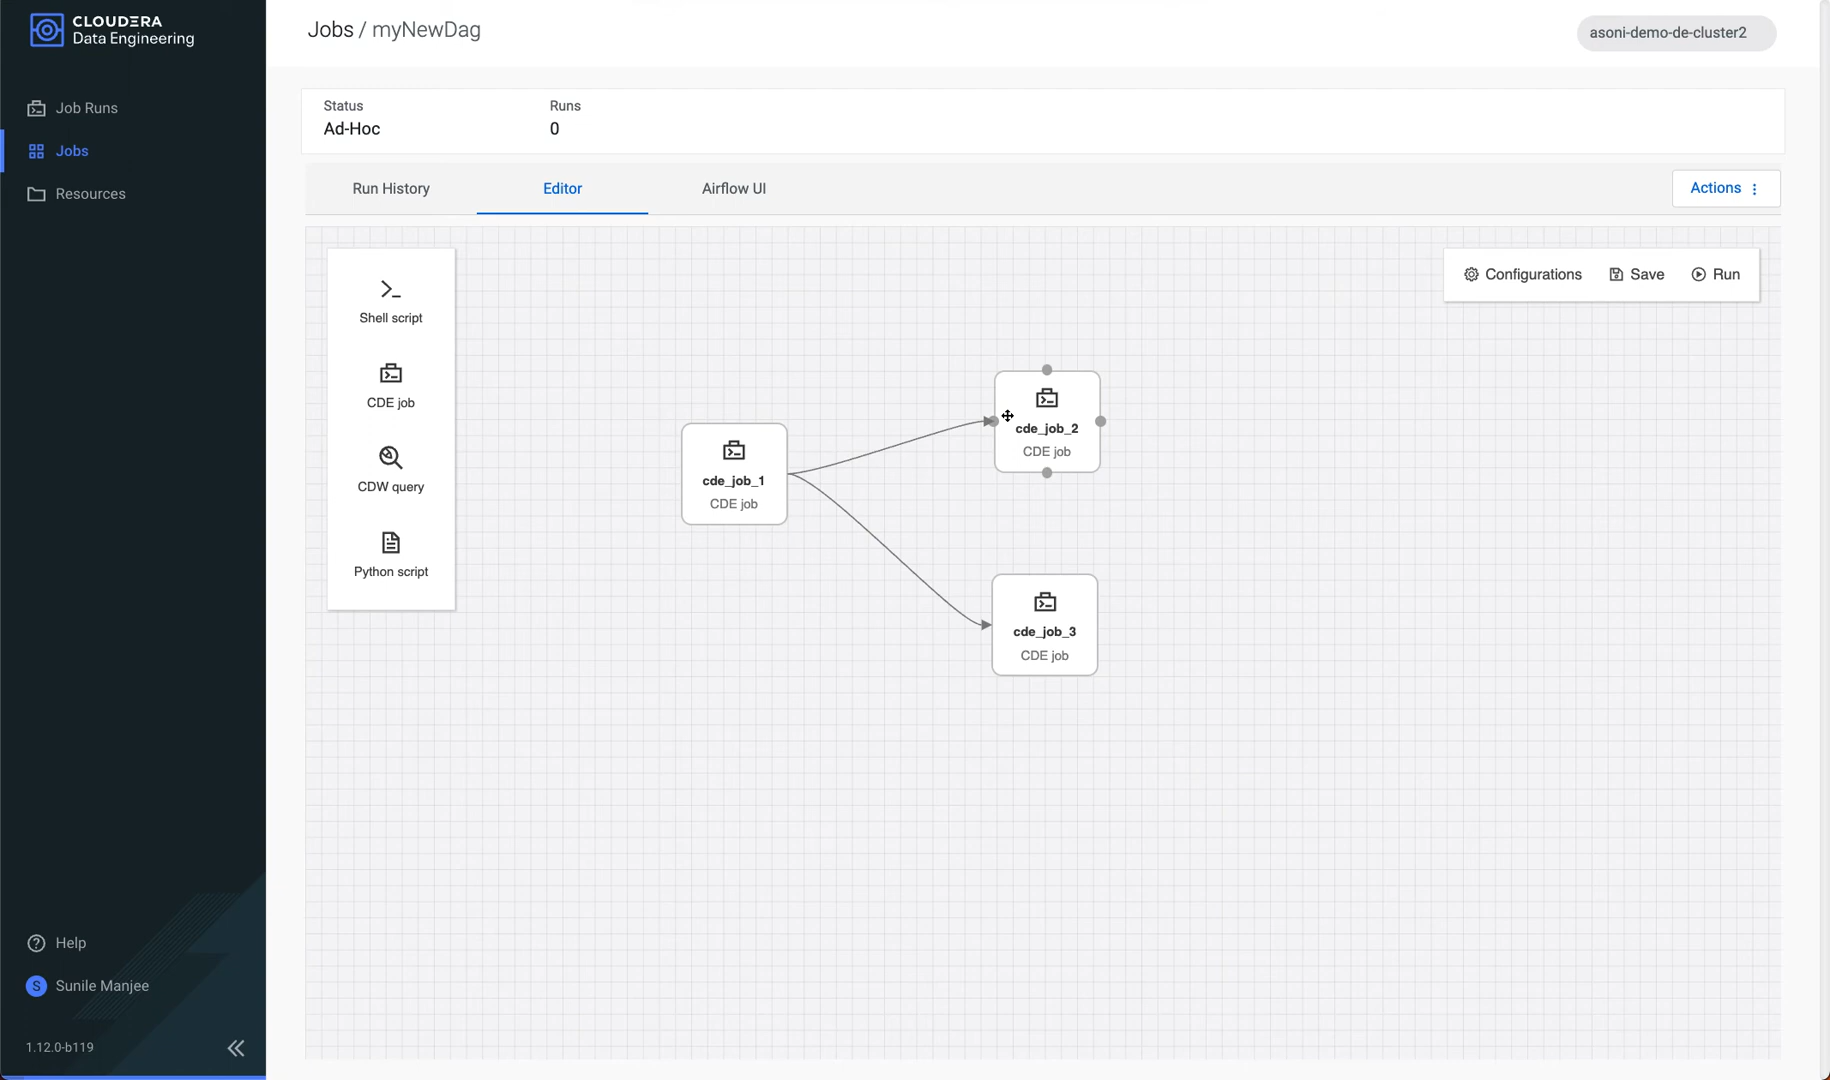 CLOUDERA
Data Engineering
Job Runs
Jobs
Resources
Help
S
Sunile Manjee
1.12.0-b119
Jobs / myNewDag
asoni-demo-de-cluster2
Status
Ad-Hoc
Runs
0
Run History
Editor
Airflow UI
Actions
Shell script
CDE job
CDW query
Python script
Configurations
Save
Run
cde_job_1
CDE job
cde_job_2
CDE job
cde_job_3
CDE job